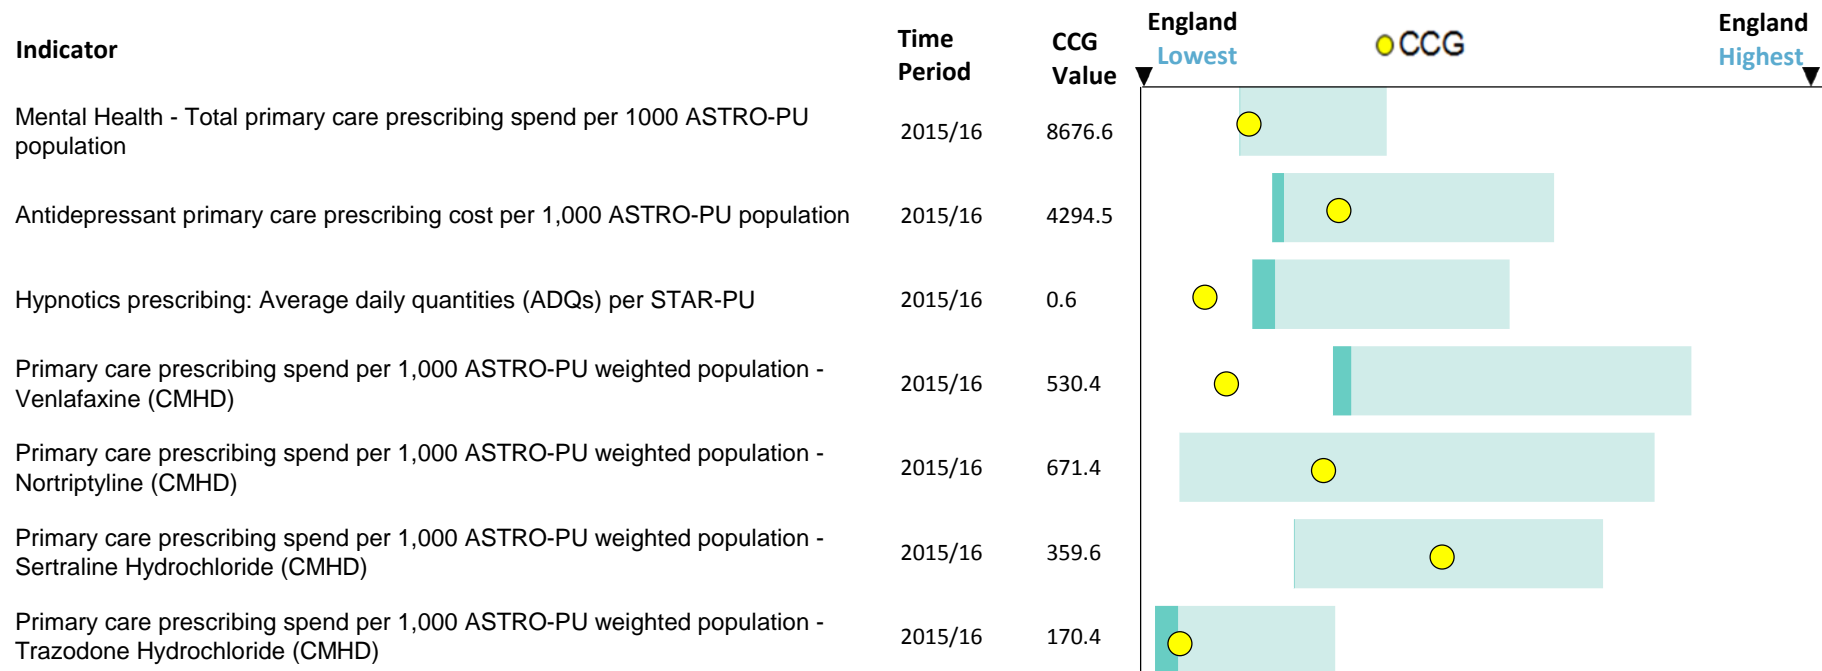 Indicator
Time
Period
CCG
Value
England
Lowest
CCG
England
Highest
Mental Health - Total primary care prescribing spend per 1000 ASTRO-PU
population
2015/16
8676.6
Antidepressant primary care prescribing cost per 1,000 ASTRO-PU population
2015/16
4294.5
Hypnotics prescribing: Average daily quantities (ADQs) per STAR-PU
2015/16
0.6
Primary care prescribing spend per 1,000 ASTRO-PU weighted population -
Venlafaxine (CMHD)
2015/16
530.4
Primary care prescribing spend per 1,000 ASTRO-PU weighted population -
Nortriptyline (CMHD)
2015/16
671.4
Primary care prescribing spend per 1,000 ASTRO-PU weighted population -
Sertraline Hydrochloride (CMHD)
2015/16
359.6
Primary care prescribing spend per 1,000 ASTRO-PU weighted population -
Trazodone Hydrochloride (CMHD)
2015/16
170.4